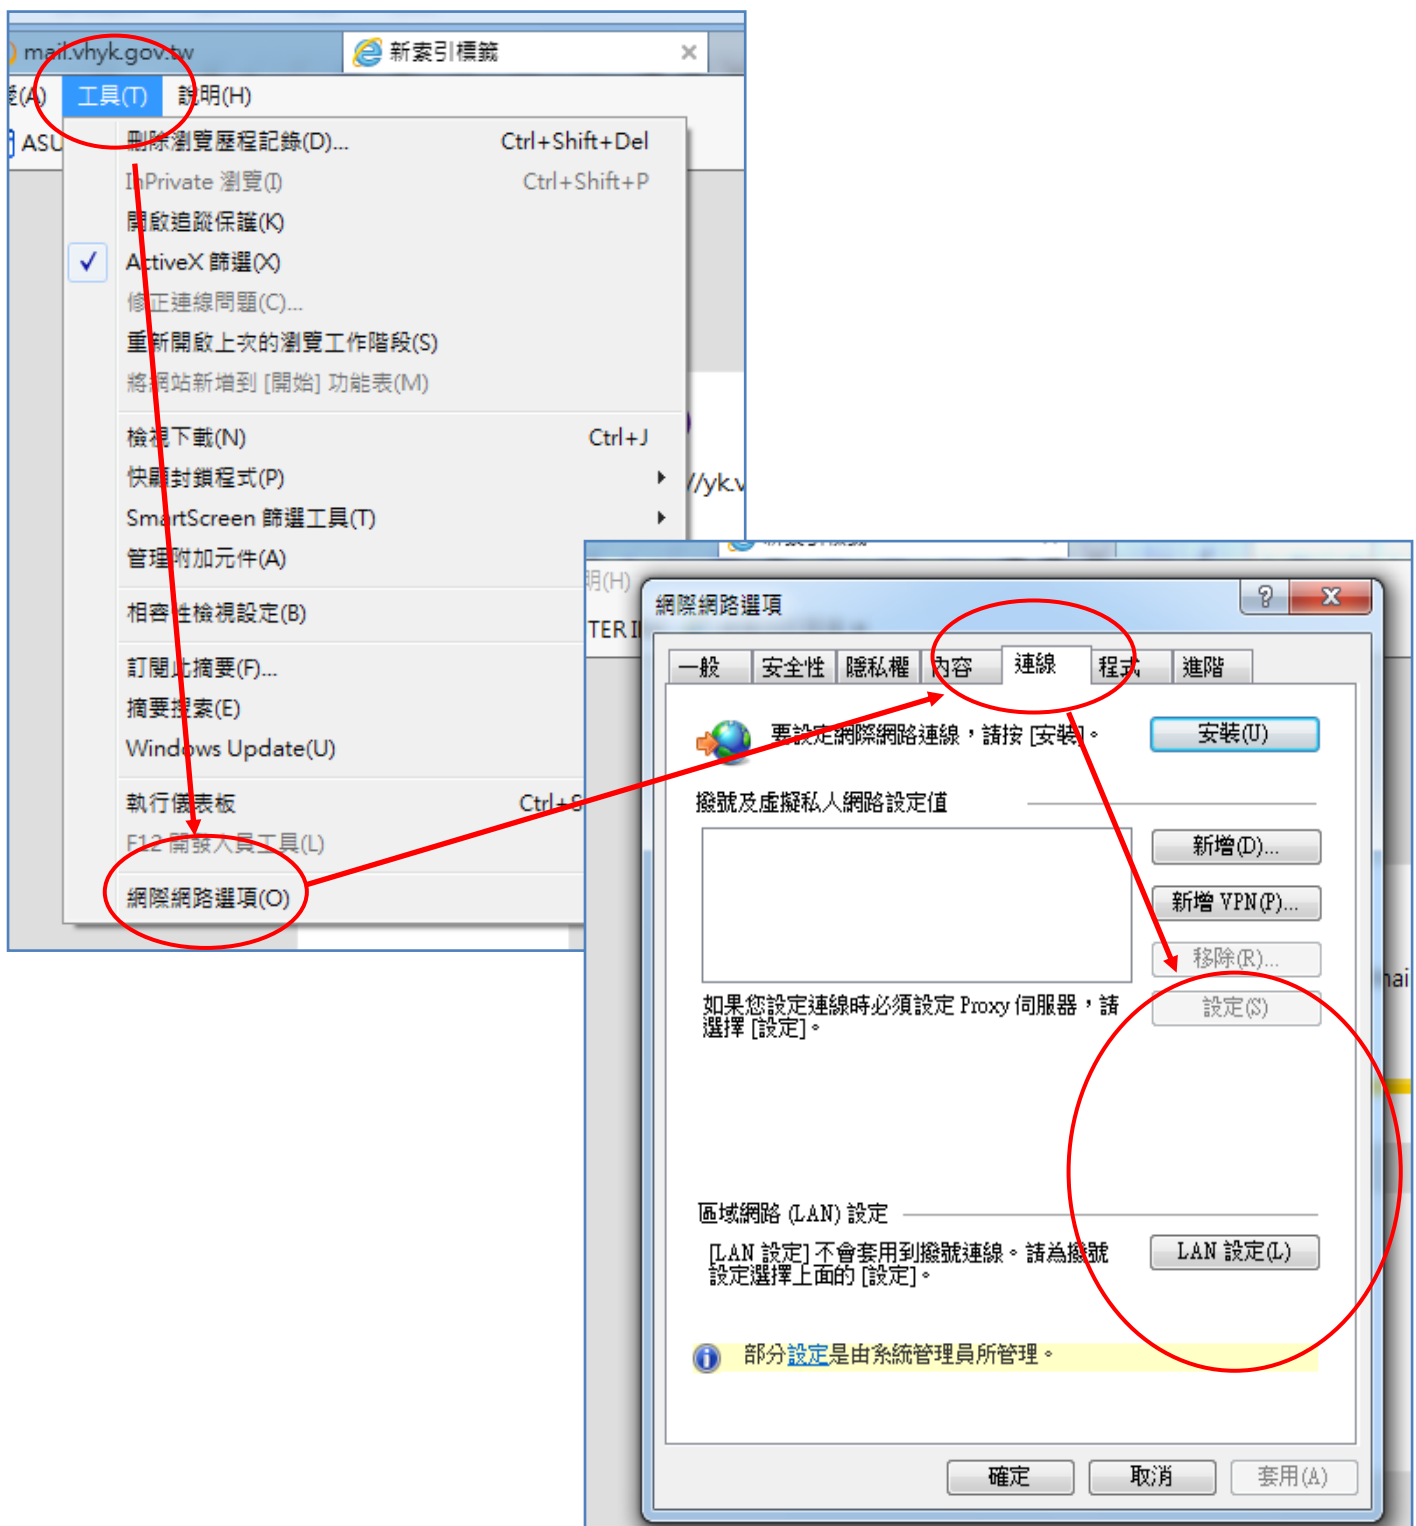 mail.vhyk.gov.tw
新索引標籤
(A)
工具(T)
說明(H)
ASU
刪除瀏覽歷程記錄(D)...
Ctrl+Shift+Del
InPrivate 瀏覽(I)
Ctrl+Shift+P
開啟追蹤保護(K)
ActiveX 篩選(X)
修正連線問題(C)...
重新開啟上次的瀏覽工作階段(S)
將網站新增到 [開始] 功能表(M)
檢視下載(N)
Ctrl+J
快顯封鎖程式(P)
//yk.v
SmartScreen 篩選工具(T)
管理附加元件(A)
相容性檢視設定(B)
訂閱此摘要(F)...
摘要搜索(E)
Windows Update(U)
執行儀表板
Ctrl+S
F12 開發人員工具(L)
網際網路選項(O)
明(H)
TER I
網際網路選項
一般
安全性
隱私權
內容
連線
程式
進階
要設定網際網路連線，請按 [安裝]。
安裝(U)
撥號及虛擬私人網路設定值
新增(D)...
新增 VPN(P)...
移除(R)...
nai
如果您設定連線時必須設定 Proxy 伺服器，請
選擇 [設定]。
設定(S)
區域網路 (LAN) 設定
[LAN 設定] 不會套用到撥號連線。請為撥號
設定選擇上面的 [設定]。
LAN 設定(L)
部分設定是由系統管理員所管理。
確定
取消
套用(A)